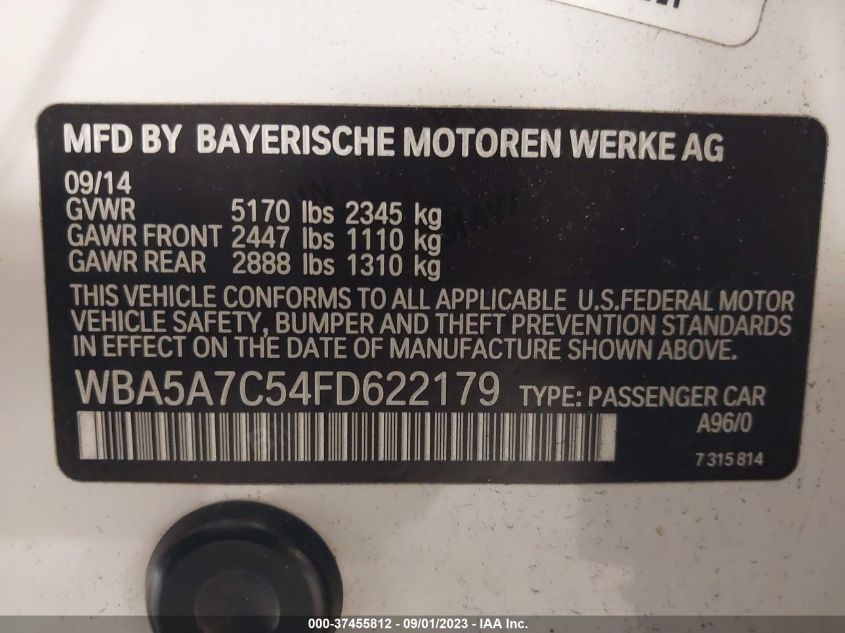 MFD BY BAYERISCHE MOTOREN WERKE AG
09/14
GVWR 5170 lbs 2345 kg
GAWR FRONT 2447 lbs 1110 kg
GAWR REAR 2888 lbs 1310 kg
THIS VEHICLE CONFORMS TO ALL APPLICABLE U.S.FEDERAL MOTOR
VEHICLE SAFETY, BUMPER AND THEFT PREVENTION STANDARDS
IN EFFECT ON THE DATE OF MANUFACTURE SHOWN ABOVE.
WBA5A7C54FD622179 TYPE: PASSENGER CAR
A96/0
7 315 814
000-37455812 - 09/01/2023 - IAA Inc.